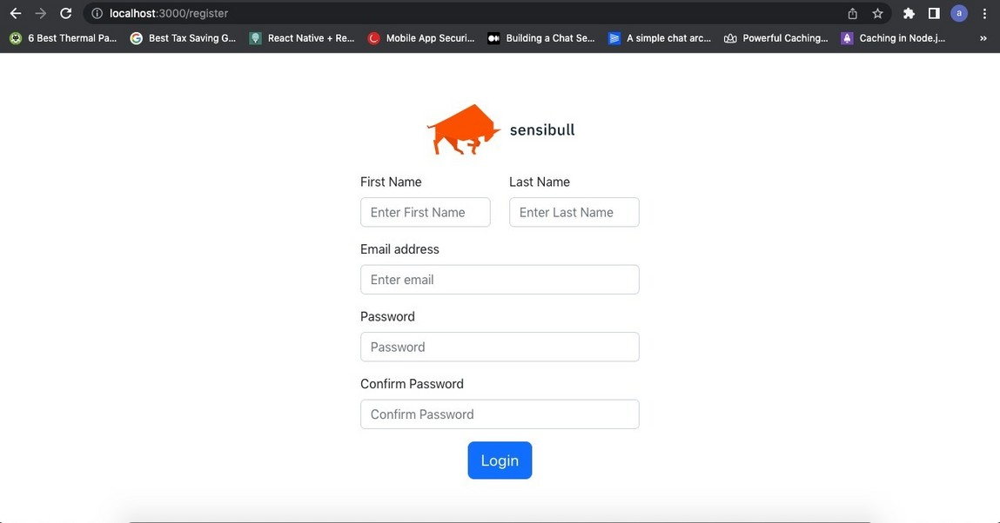 localhost:3000/register
a
6 Best Thermal Pa... Best Tax Saving G... React Native + Re... Mobile App Securi... Building a Chat Se... A simple chat arc... Powerful Caching... Caching in Node.j... »
sensibull
First Name Last Name
Enter First Name Enter Last Name
Email address
Enter email
Password
Password
Confirm Password
Confirm Password
Login